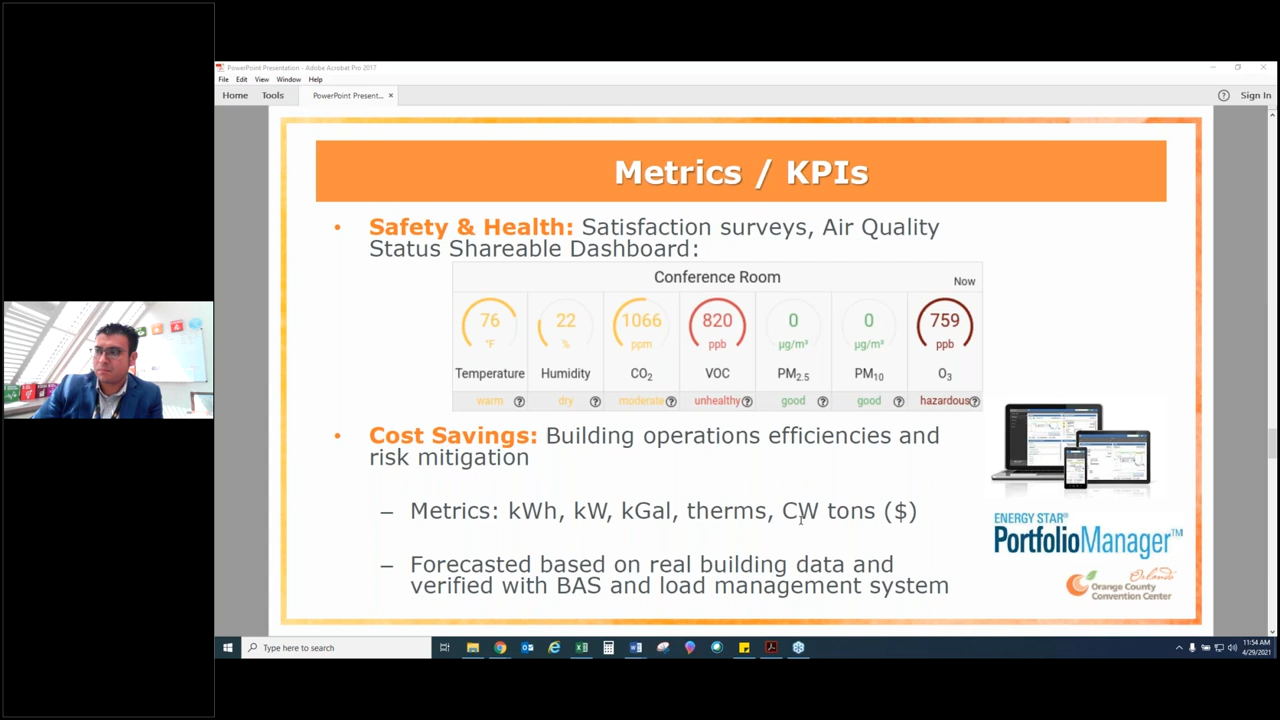 PowerPoint Presentation - Adobe Acrobat Pro 2017
File Edit View Window Help
Home Tools PowerPoint Present... × ? Sign In
Metrics / KPIs
• Safety & Health: Satisfaction surveys, Air Quality
Status Shareable Dashboard:
Conference Room Now
76 22 1066 820 0 0 759
°F % ppm ppb µg/m³ µg/m³ ppb
Temperature Humidity CO₂ VOC PM₂.₅ PM₁₀ O₃
warm ? dry ? moderate ? unhealthy ? good ? good ? hazardous ?
• Cost Savings: Building operations efficiencies and
risk mitigation
– Metrics: kWh, kW, kGal, therms, CW tons ($)
– Forecasted based on real building data and
verified with BAS and load management system
ENERGY STAR®
PortfolioManager™
Orlando
Orange County
Convention Center
Type here to search
11:54 AM
4/29/2021